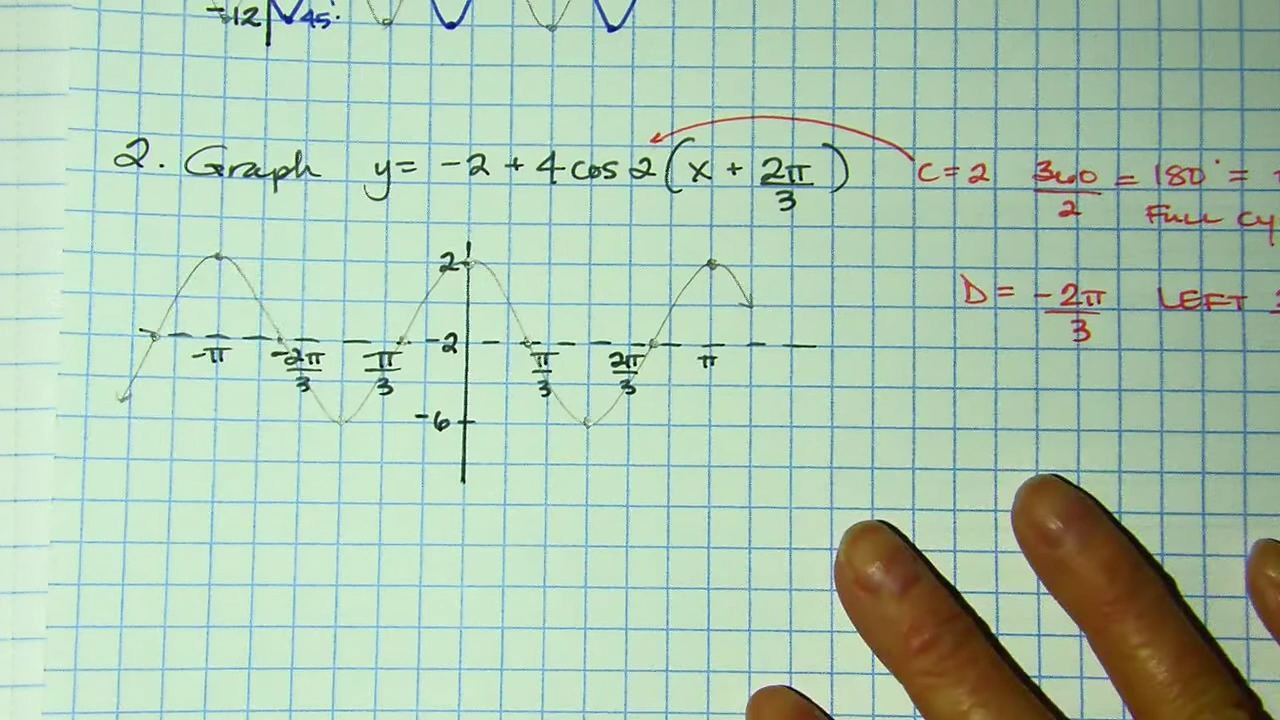 -12 45°
2. Graph y = -2 + 4 cos 2(x + 2π/3)
C = 2 360/2 = 180° =
Full
D = -2π/3 LEFT
2
-2
-π -2π/3 π/3 π/3 2π/3 π
-6